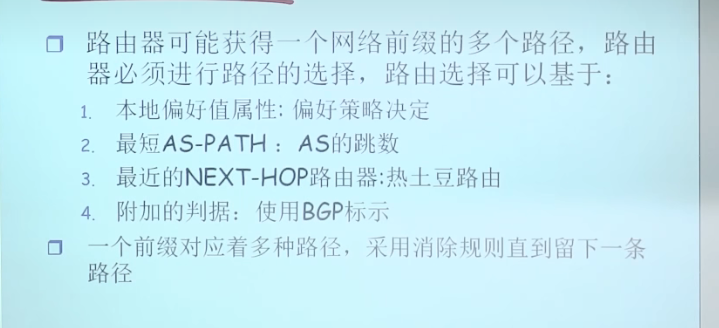 路由器可能获得一个网络前缀的多个路径，路由
器必须进行路径的选择，路由选择可以基于：
1. 本地偏好值属性: 偏好策略决定
2. 最短AS-PATH ：AS的跳数
3. 最近的NEXT-HOP路由器:热土豆路由
4. 附加的判据：使用BGP标示
一个前缀对应着多种路径，采用消除规则直到留下一条
路径